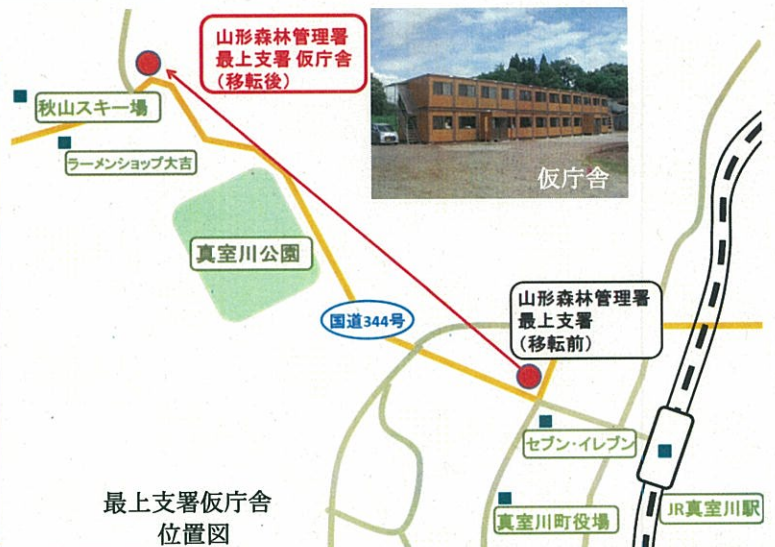 山形森林管理署
最上支署 仮庁舎
(移転後)
仮庁舎
秋山スキー場
ラーメンショップ大吉
真室川公園
国道344号
山形森林管理署
最上支署
(移転前)
セブン・イレブン
真室川町役場
JR真室川駅
最上支署仮庁舎
位置図